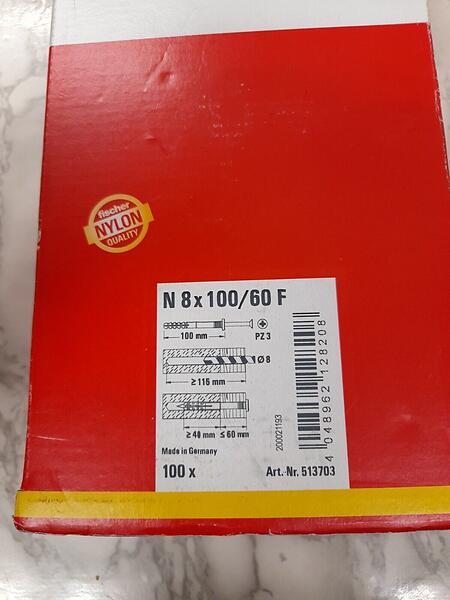 fischer
NYLON
QUALITY
N 8 x 100/60 F
100 mm
PZ 3
Ø 8
≥ 115 mm
≥ 40 mm ≤ 60 mm
Made in Germany
100 x
Art.-Nr. 513703
200021193
4 048962 128208